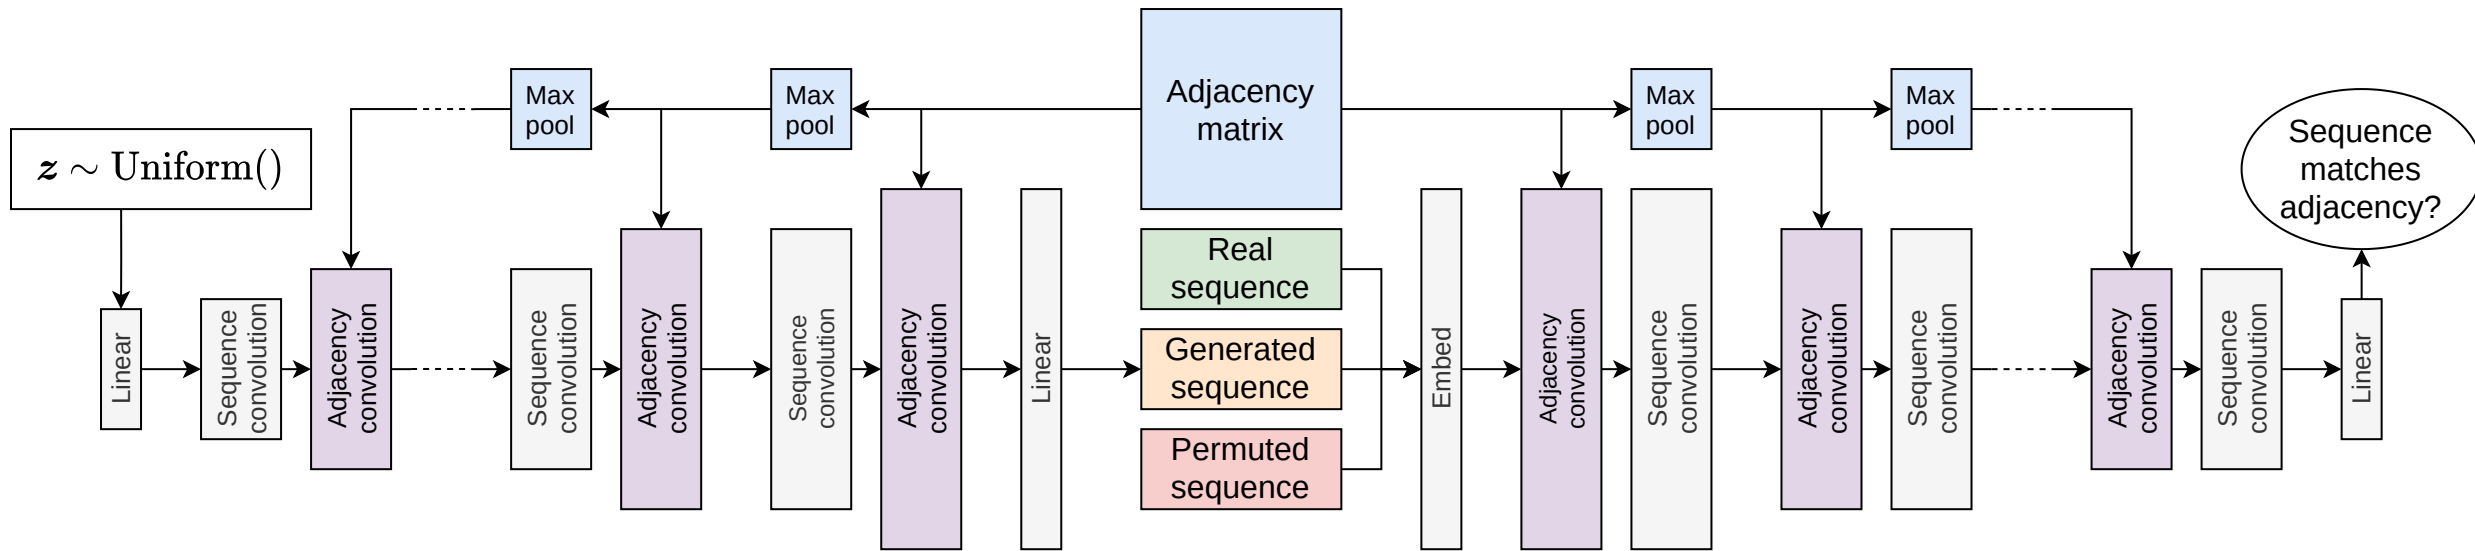 Max
pool
Max
pool
Adjacency
matrix
Max
pool
Max
pool
z ∼ Uniform()
Sequence
matches
adjacency?
Linear
Sequence
convolution
Adjacency
convolution
Sequence
convolution
Adjacency
convolution
Sequence
convolution
Adjacency
convolution
Linear
Real
sequence
Generated
sequence
Permuted
sequence
Embed
Adjacency
convolution
Sequence
convolution
Adjacency
convolution
Sequence
convolution
Adjacency
convolution
Sequence
convolution
Linear